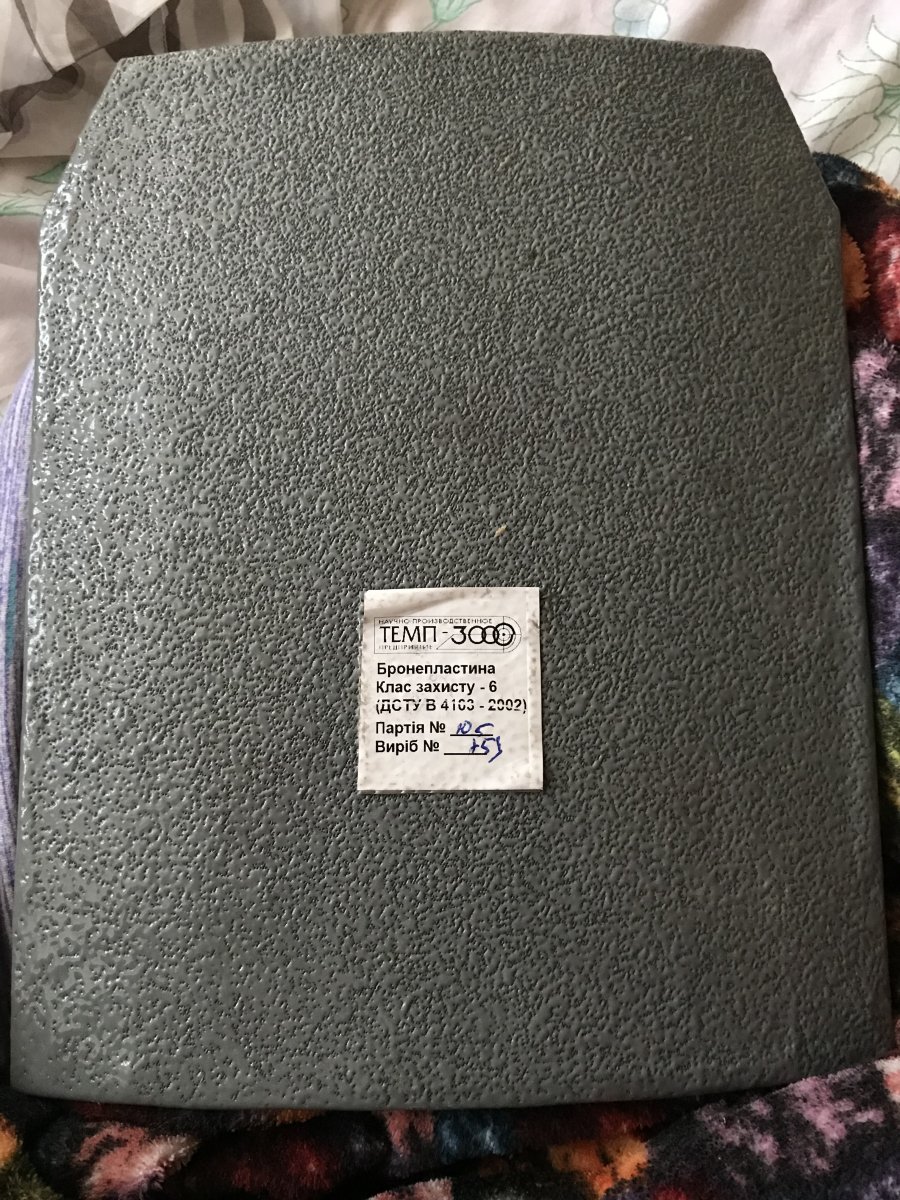 НАУЧНО-ПРОИЗВОДСТВЕННОЕ
ТЕМП-3000
ПРЕДПРИЯТИЕ
Бронепластина
Клас захисту - 6
(ДСТУ В 4103 - 2002)
Партія №
Виріб №